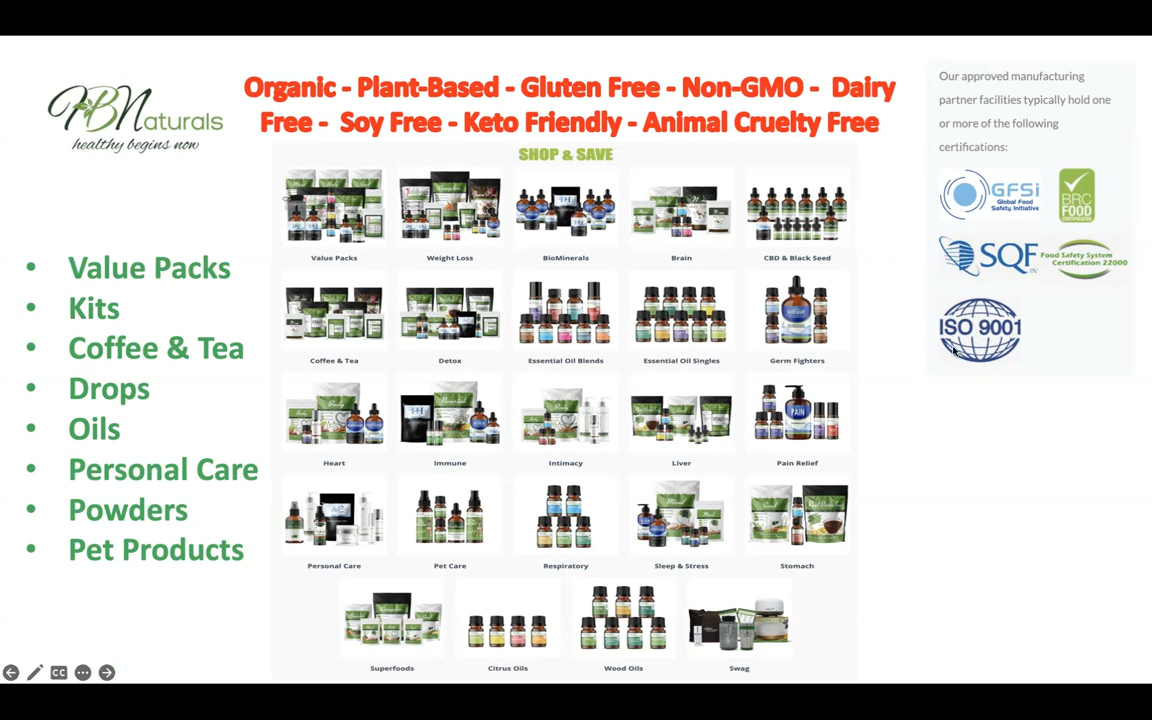 HBNaturals
healthy begins now
Organic - Plant-Based - Gluten Free - Non-GMO - Dairy
Free - Soy Free - Keto Friendly - Animal Cruelty Free
SHOP & SAVE
• Value Packs
• Kits
• Coffee & Tea
• Drops
• Oils
• Personal Care
• Powders
• Pet Products
Value Packs
Weight Loss
BioMinerals
Brain
CBD & Black Seed
Coffee & Tea
Detox
Essential Oil Blends
Essential Oil Singles
Germ Fighters
Heart
Immune
Intimacy
Liver
PAIN
Pain Relief
Personal Care
Pet Care
Respiratory
Sleep & Stress
Stomach
Superfoods
Citrus Oils
Wood Oils
Swag
Our approved manufacturing
partner facilities typically hold one
or more of the following
certifications:
GFSi
Global Food
Safety Initiative
BRC
FOOD
SQF
Food Safety System
Certification 22000
ISO 9001
CC